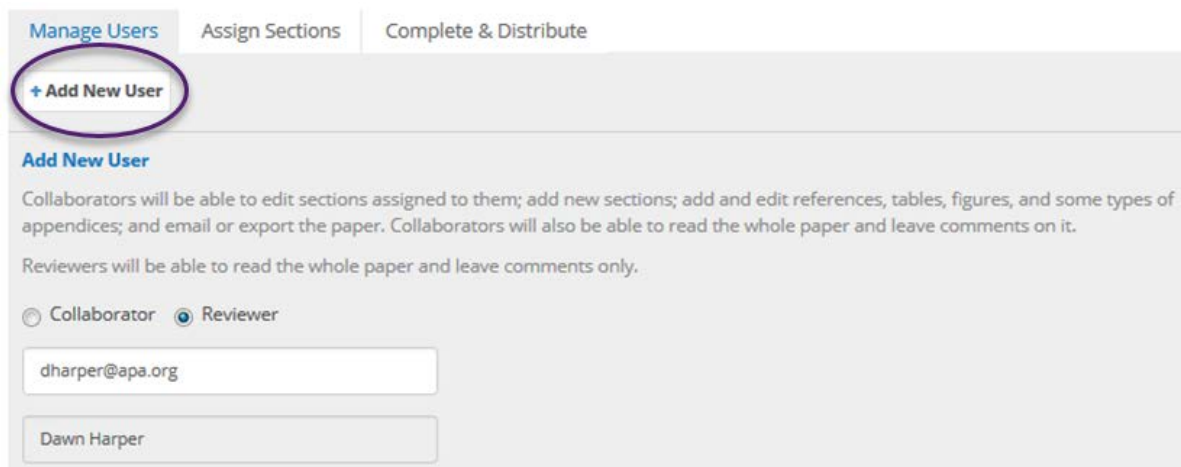 Manage Users Assign Sections Complete & Distribute
+ Add New User
Add New User
Collaborators will be able to edit sections assigned to them; add new sections; add and edit references, tables, figures, and some types of
appendices; and email or export the paper. Collaborators will also be able to read the whole paper and leave comments on it.
Reviewers will be able to read the whole paper and leave comments only.
Collaborator Reviewer
dharper@apa.org
Dawn Harper